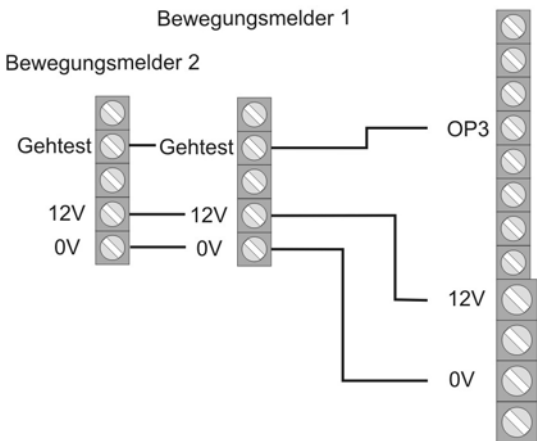 Bewegungsmelder 1
Bewegungsmelder 2
OP3
Gehtest Gehtest
12V 12V
0V 0V
12V
0V